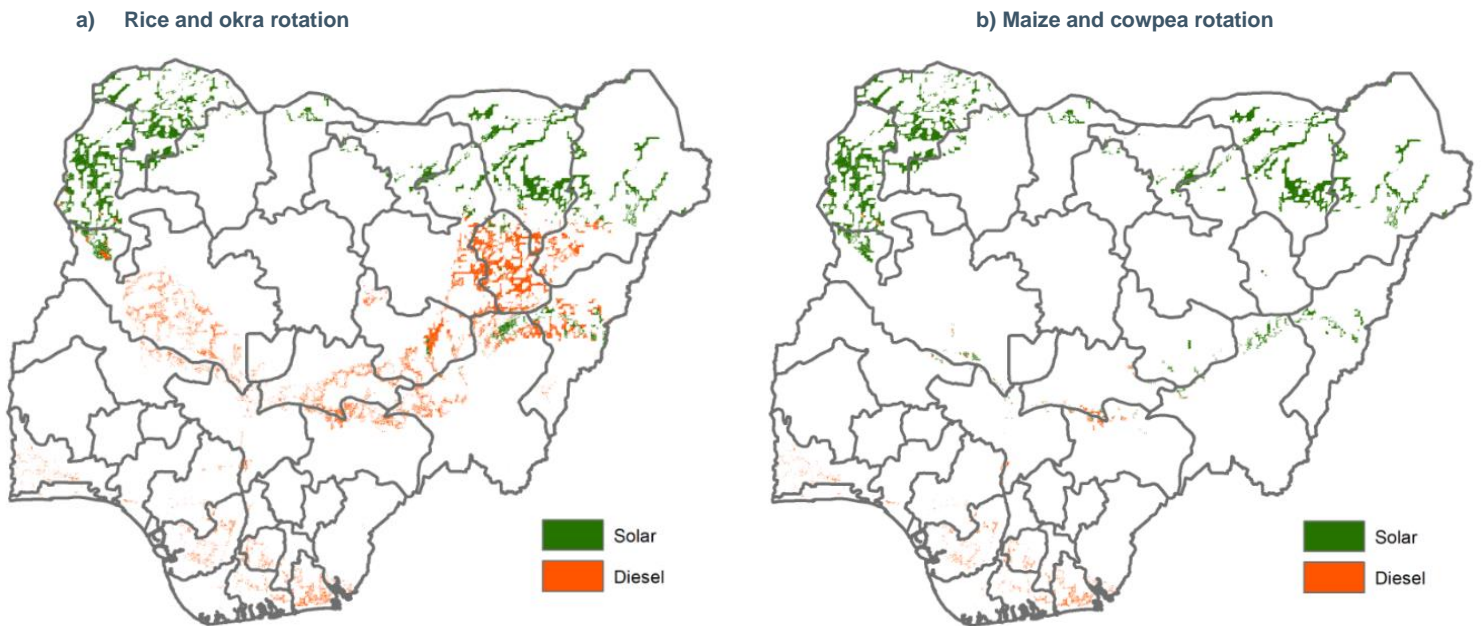 a) Rice and okra rotation
b) Maize and cowpea rotation
Solar
Diesel
Solar
Diesel